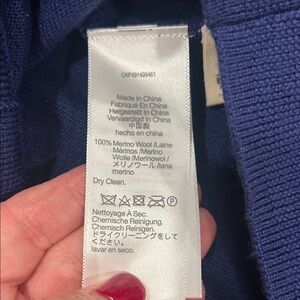 Made in China
Fabriqué En China
Hergestellt in China
Vervaardigd In China
中国製
hecho en china
100% Merino Wool /Laine
Mérinos /Merino
Wolle /Merinowol /
メリノウール /lana
merino
Dry Clean.
P
Nettoyage À Sec.
Chemische Reinigung.
Chemisch Reinigen.
ドライクリーニングをして
ください。
lavar en seco.